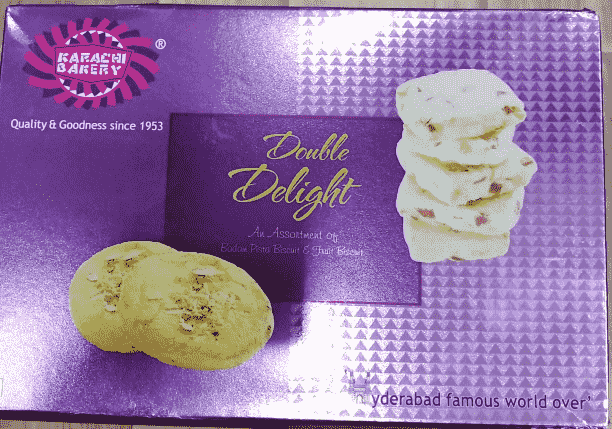 KARACHI
BAKERY
®
Quality & Goodness since 1953
Double
Delight
An Assortment of
Badam Pista Biscuit & Fruit Biscuit
yderabad famous world over'